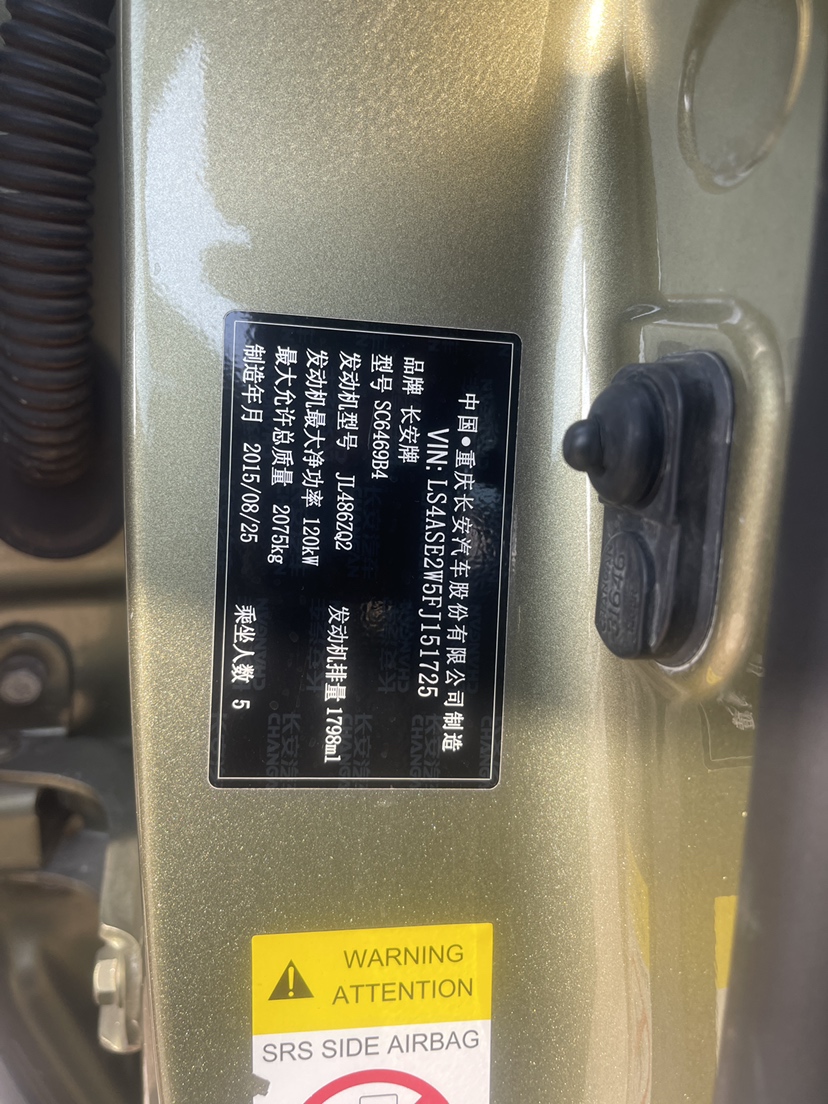 中国●重庆长安汽车股份有限公司制造
VIN: LS4ASE2W5FJ151725
品牌 长安牌
型号 SC6469B4
发动机型号 JL486ZQ2 发动机排量 1798ml
发动机最大净功率 120kW
最大允许总质量 2075kg
制造年月 2015/08/25 乘坐人数 5
WARNING
ATTENTION
SRS SIDE AIRBAG